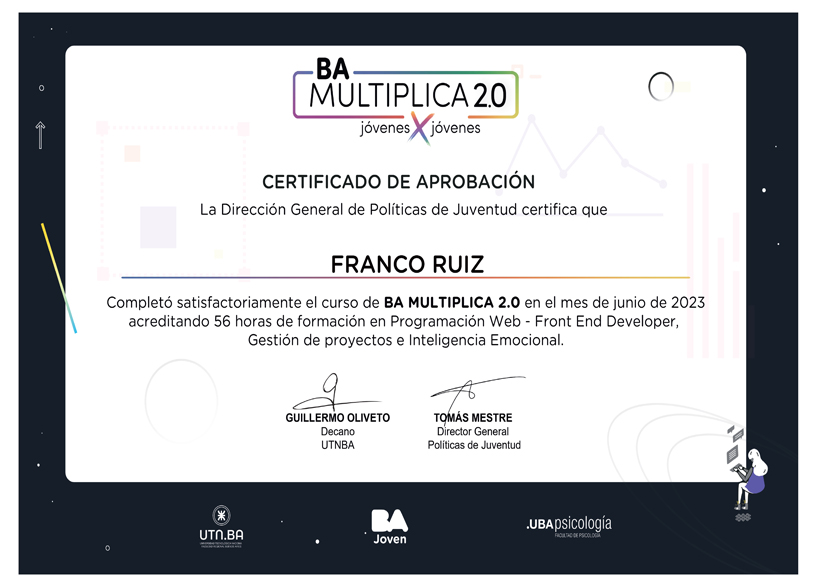 BA
MULTIPLICA 2.0
jóvenes X jóvenes
CERTIFICADO DE APROBACIÓN
La Dirección General de Políticas de Juventud certifica que
FRANCO RUIZ
Completó satisfactoriamente el curso de BA MULTIPLICA 2.0 en el mes de junio de 2023
acreditando 56 horas de formación en Programación Web - Front End Developer,
Gestión de proyectos e Inteligencia Emocional.
GUILLERMO OLIVETO
Decano
UTNBA
TOMÁS MESTRE
Director General
Políticas de Juventud
UTN.BA
BA
Joven
.UBApsicología
FACULTAD DE PSICOLOGÍA